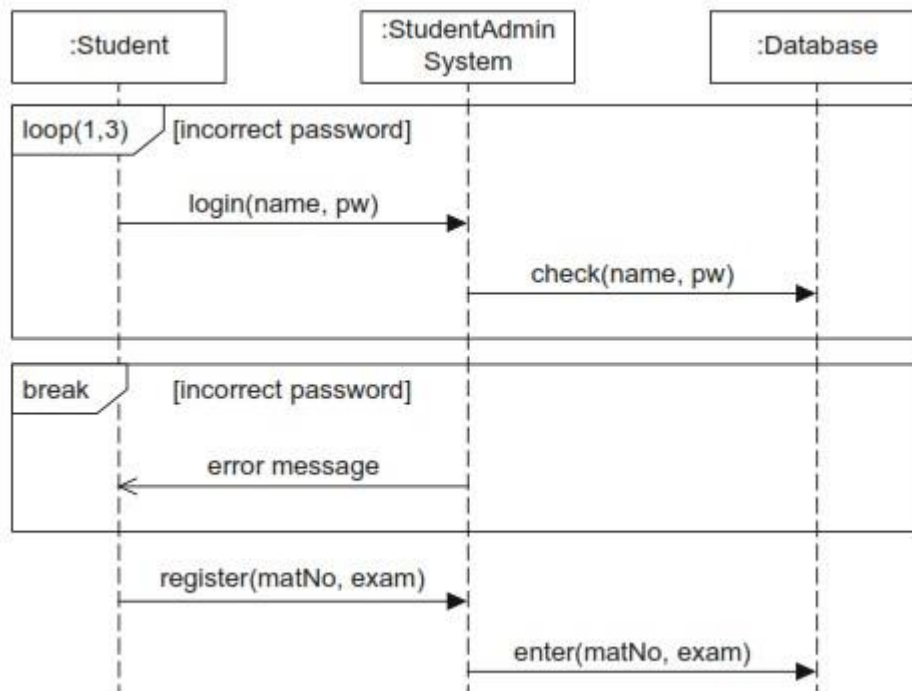 :Student
:StudentAdmin
System
:Database
loop(1,3)
[incorrect password]
login(name, pw)
check(name, pw)
break
[incorrect password]
error message
register(matNo, exam)
enter(matNo, exam)